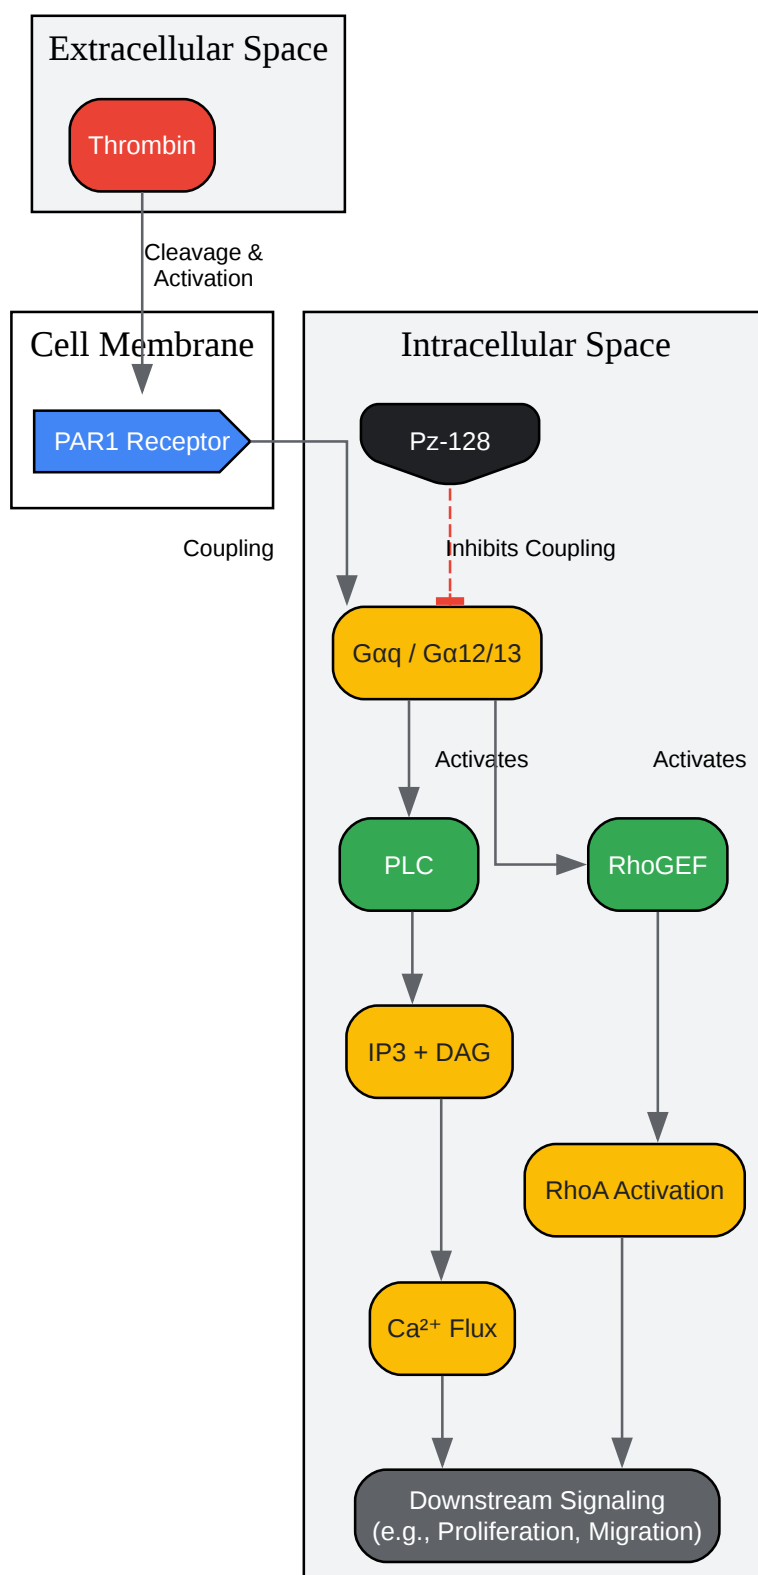 Extracellular Space
Thrombin
Cleavage &
Activation
Cell Membrane
Intracellular Space
PAR1 Receptor
Pz-128
Coupling
Inhibits Coupling
Gαq / Gα12/13
Activates
Activates
PLC
RhoGEF
IP3 + DAG
RhoA Activation
Ca²⁺ Flux
Downstream Signaling
(e.g., Proliferation, Migration)